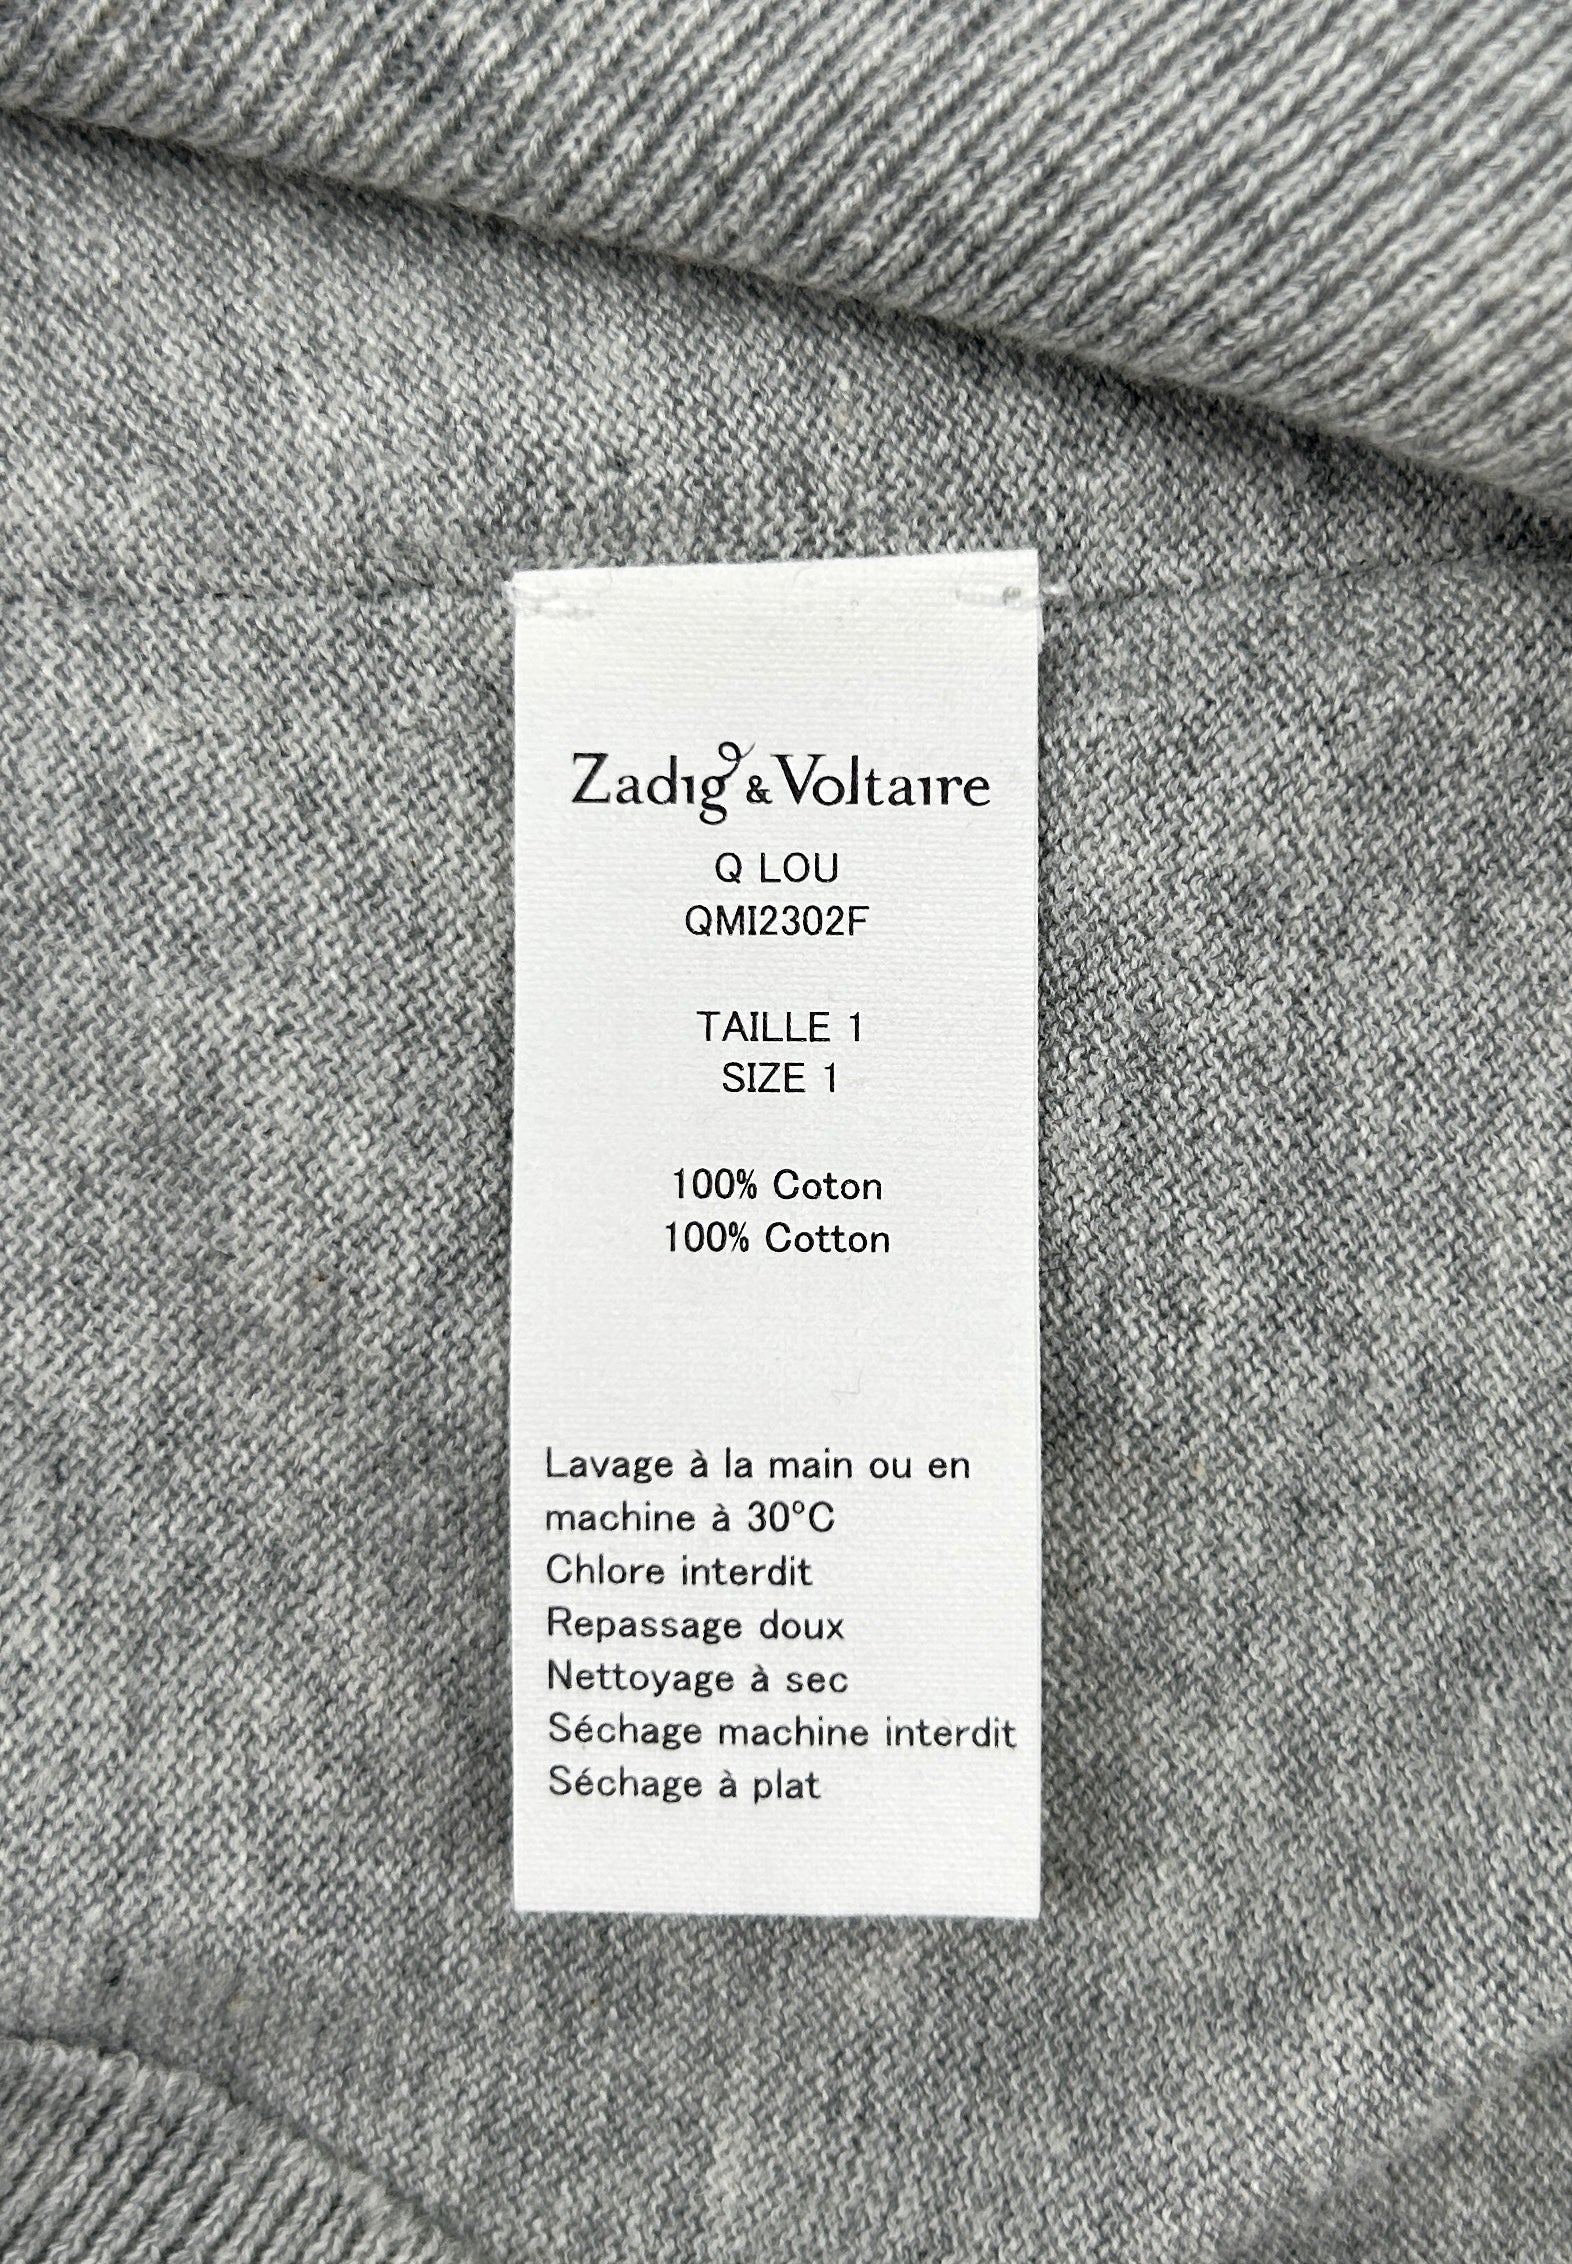 Zadig & Voltaire
Q LOU
QMI2302F
TAILLE 1
SIZE 1
100% Coton
100% Cotton
Lavage à la main ou en
machine à 30°C
Chlore interdit
Repassage doux
Nettoyage à sec
Séchage machine interdit
Séchage à plat